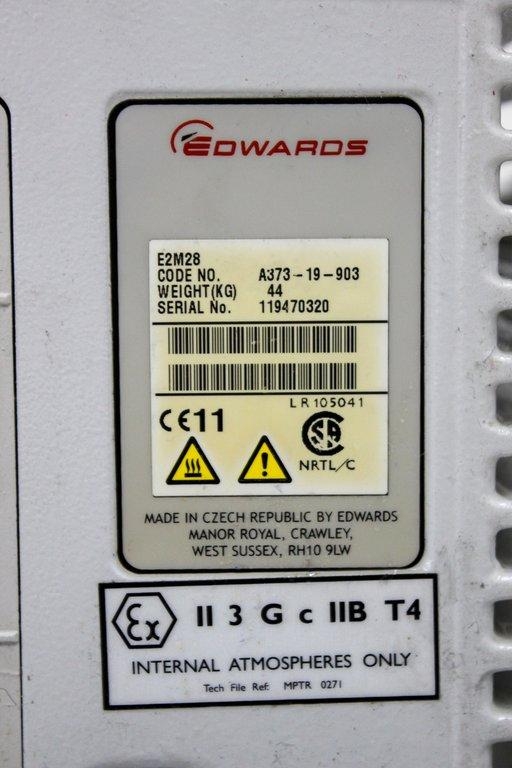 EDWARDS
E2M28
CODE NO. A373-19-903
WEIGHT(KG) 44
SERIAL No. 119470320
LR105041
CE11
SA
NRTL/C
MADE IN CZECH REPUBLIC BY EDWARDS
MANOR ROYAL, CRAWLEY,
WEST SUSSEX, RH10 9LW
Ex II 3 G c IIB T4
INTERNAL ATMOSPHERES ONLY
Tech File Ref: MPTR 0271